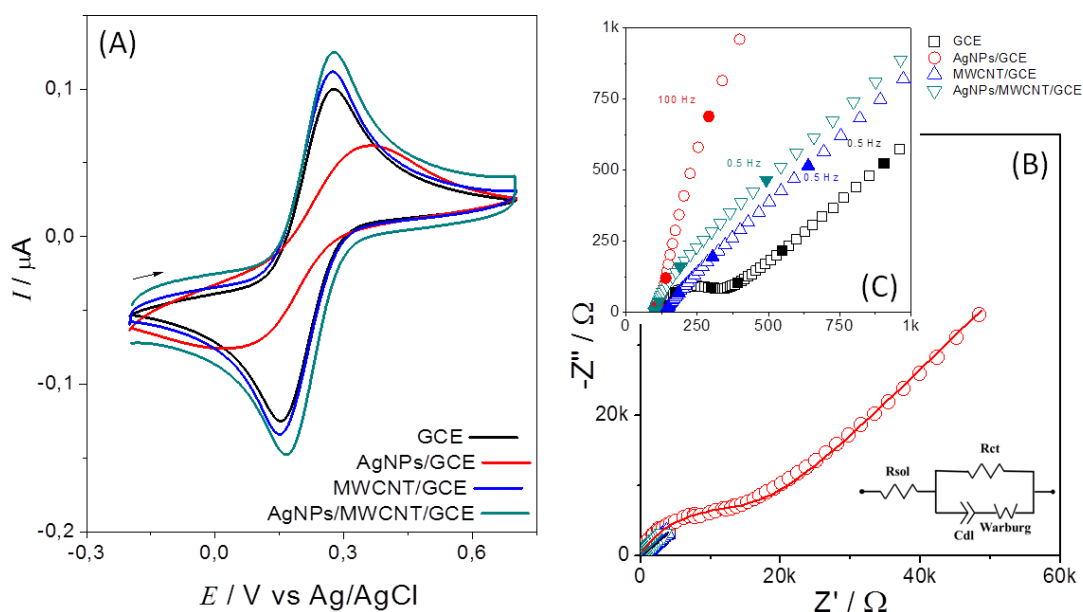 (A)
0,1
0,0
-0,1
-0,2
-0,3
0,0
0,3
0,6
I / µA
E / V vs Ag/AgCl
GCE
AgNPs/GCE
MWCNT/GCE
AgNPs/MWCNT/GCE
(C)
1k
750
500
250
0
0
250
500
750
1k
100 Hz
0.5 Hz
0.5 Hz
0.5 Hz
GCE
AgNPs/GCE
MWCNT/GCE
AgNPs/MWCNT/GCE
(B)
-Z" / Ω
20k
0
0
20k
40k
60k
Z' / Ω
Rsol
Rct
Cdl
Warburg